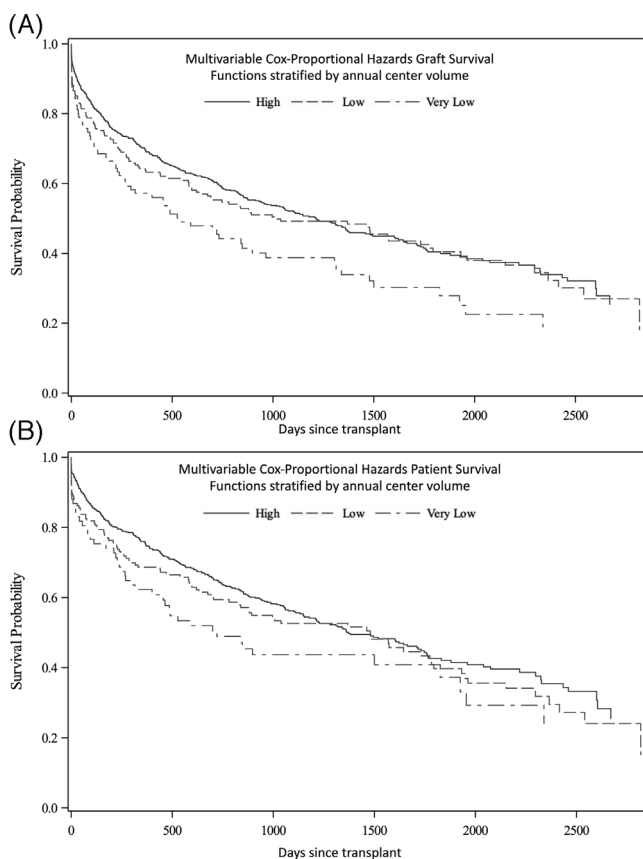 (A)
Multivariable Cox-Proportional Hazards Graft Survival
Functions stratified by annual center volume
High Low Very Low
Survival Probability
1.0
0.8
0.6
0.4
0.2
0.0
0 500 1000 1500 2000 2500
Days since transplant
(B)
Multivariable Cox-Proportional Hazards Patient Survival
Functions stratified by annual center volume
High Low Very Low
Survival Probability
1.0
0.8
0.6
0.4
0.2
0.0
0 500 1000 1500 2000 2500
Days since transplant